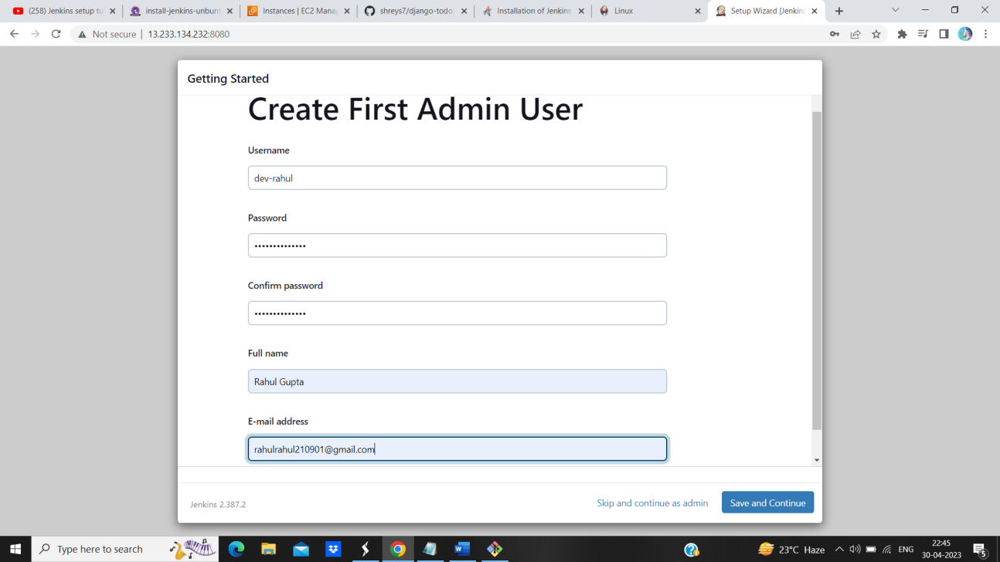 (258) Jenkins setup tu
install-jenkins-ubunt
Instances | EC2 Manag
shreys7/django-todo:
Installation of Jenkins
Linux
Setup Wizard [Jenkins
Not secure | 13.233.134.232:8080
Getting Started
Create First Admin User
Username
dev-rahul
Password
••••••••••••••
Confirm password
••••••••••••••
Full name
Rahul Gupta
E-mail address
rahulrahul210901@gmail.com
Jenkins 2.387.2
Skip and continue as admin
Save and Continue
Type here to search
23°C Haze
ENG
22:45
30-04-2023
5